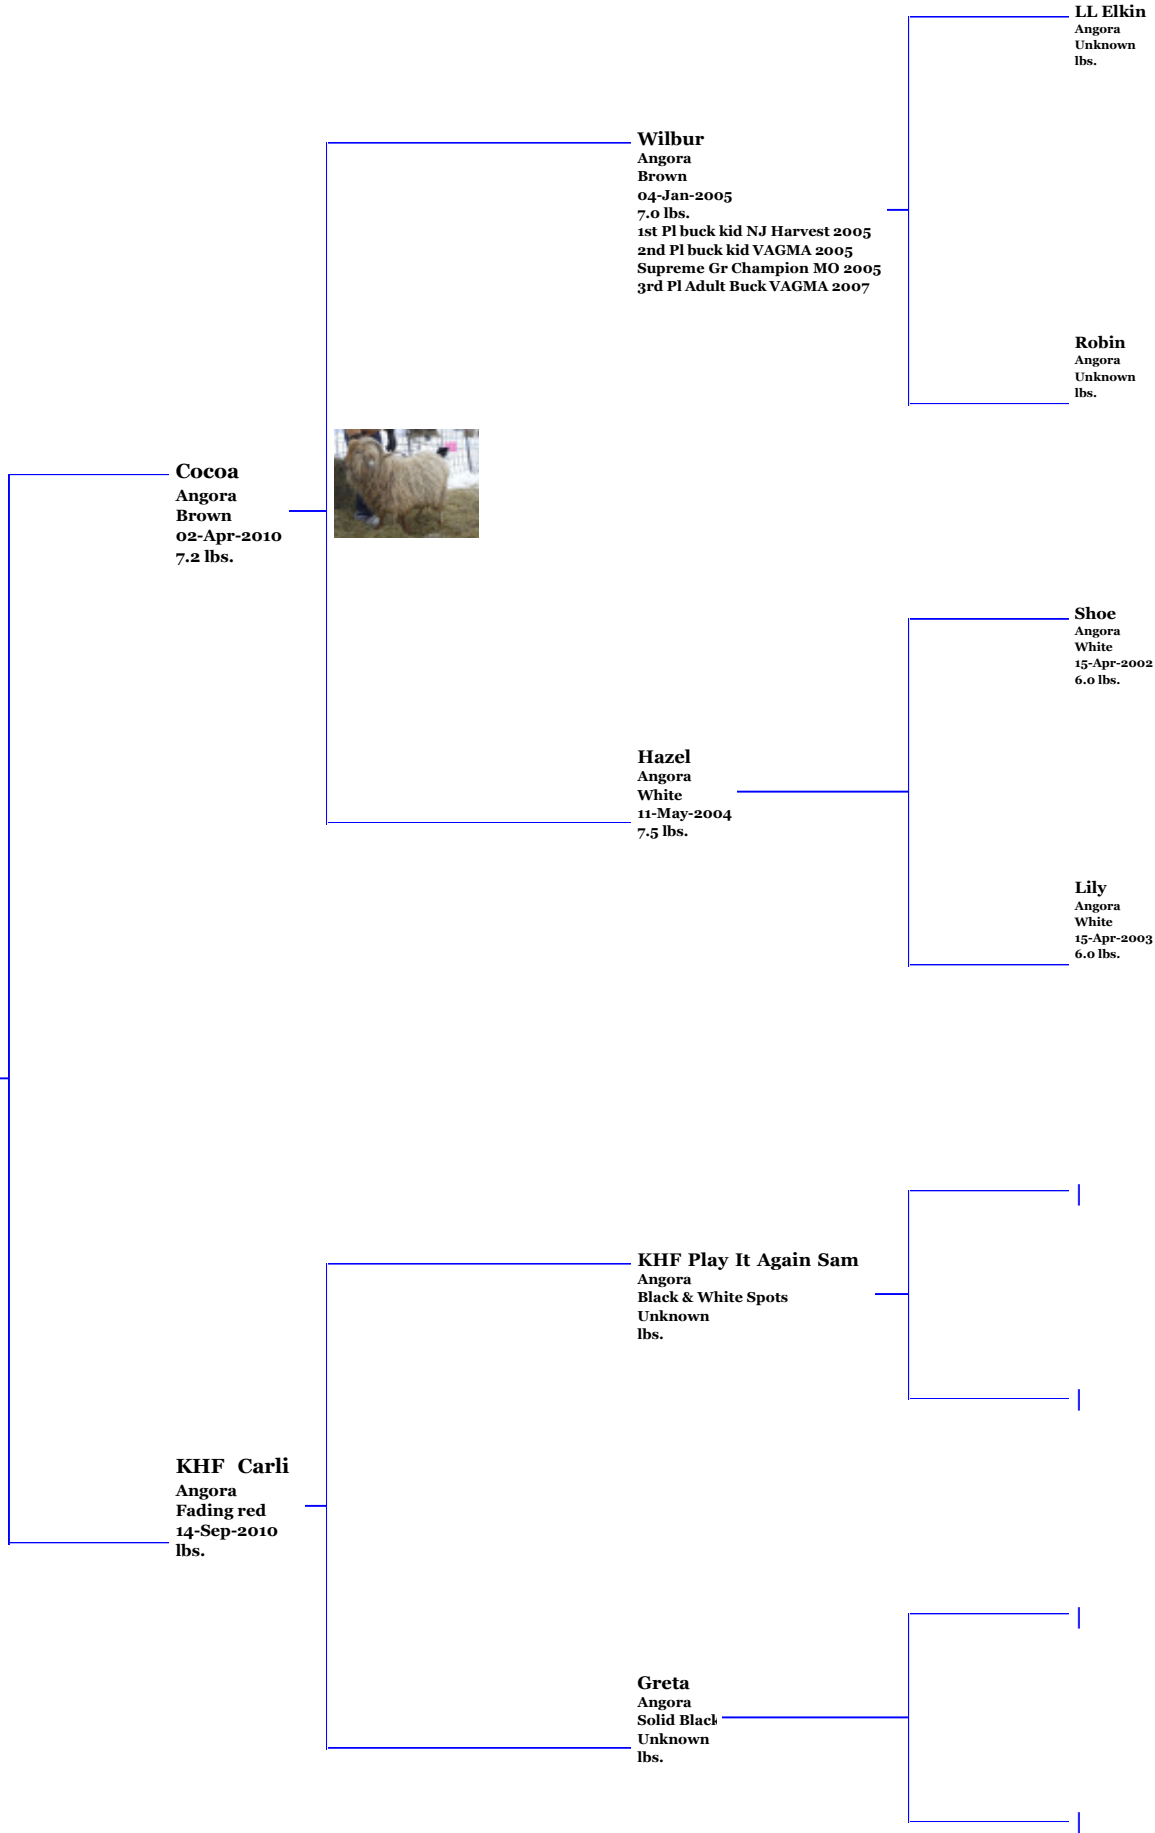 LL Elkin
Angora
Unknown
lbs.
Wilbur
Angora
Brown
04-Jan-2005
7.0 lbs.
1st Pl buck kid NJ Harvest 2005
2nd Pl buck kid VAGMA 2005
Supreme Gr Champion MO 2005
3rd Pl Adult Buck VAGMA 2007
Robin
Angora
Unknown
lbs.
Cocoa
Angora
Brown
02-Apr-2010
7.2 lbs.
Shoe
Angora
White
15-Apr-2002
6.0 lbs.
Hazel
Angora
White
11-May-2004
7.5 lbs.
Lily
Angora
White
15-Apr-2003
6.0 lbs.
KHF Play It Again Sam
Angora
Black & White Spots
Unknown
lbs.
KHF Carli
Angora
Fading red
14-Sep-2010
lbs.
Greta
Angora
Solid Black
Unknown
lbs.